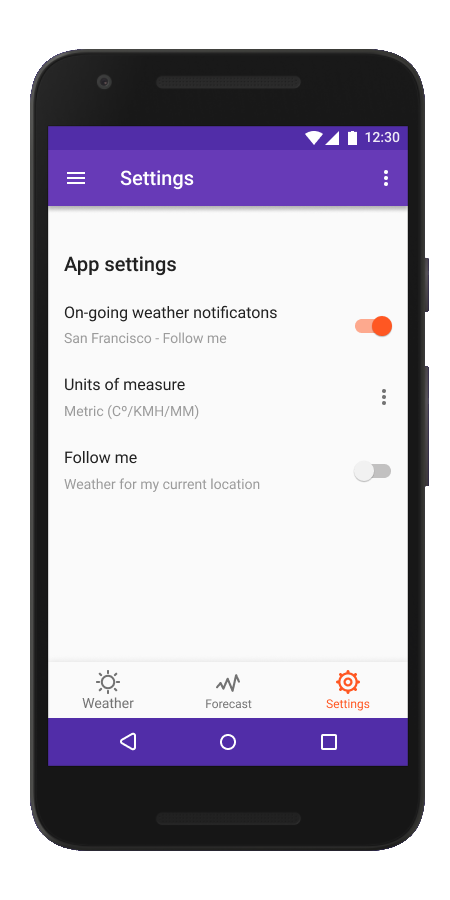 12:30
Settings
App settings
On-going weather notificatons
San Francisco - Follow me
Units of measure
Metric (Cº/KMH/MM)
Follow me
Weather for my current location
Weather
Forecast
Settings